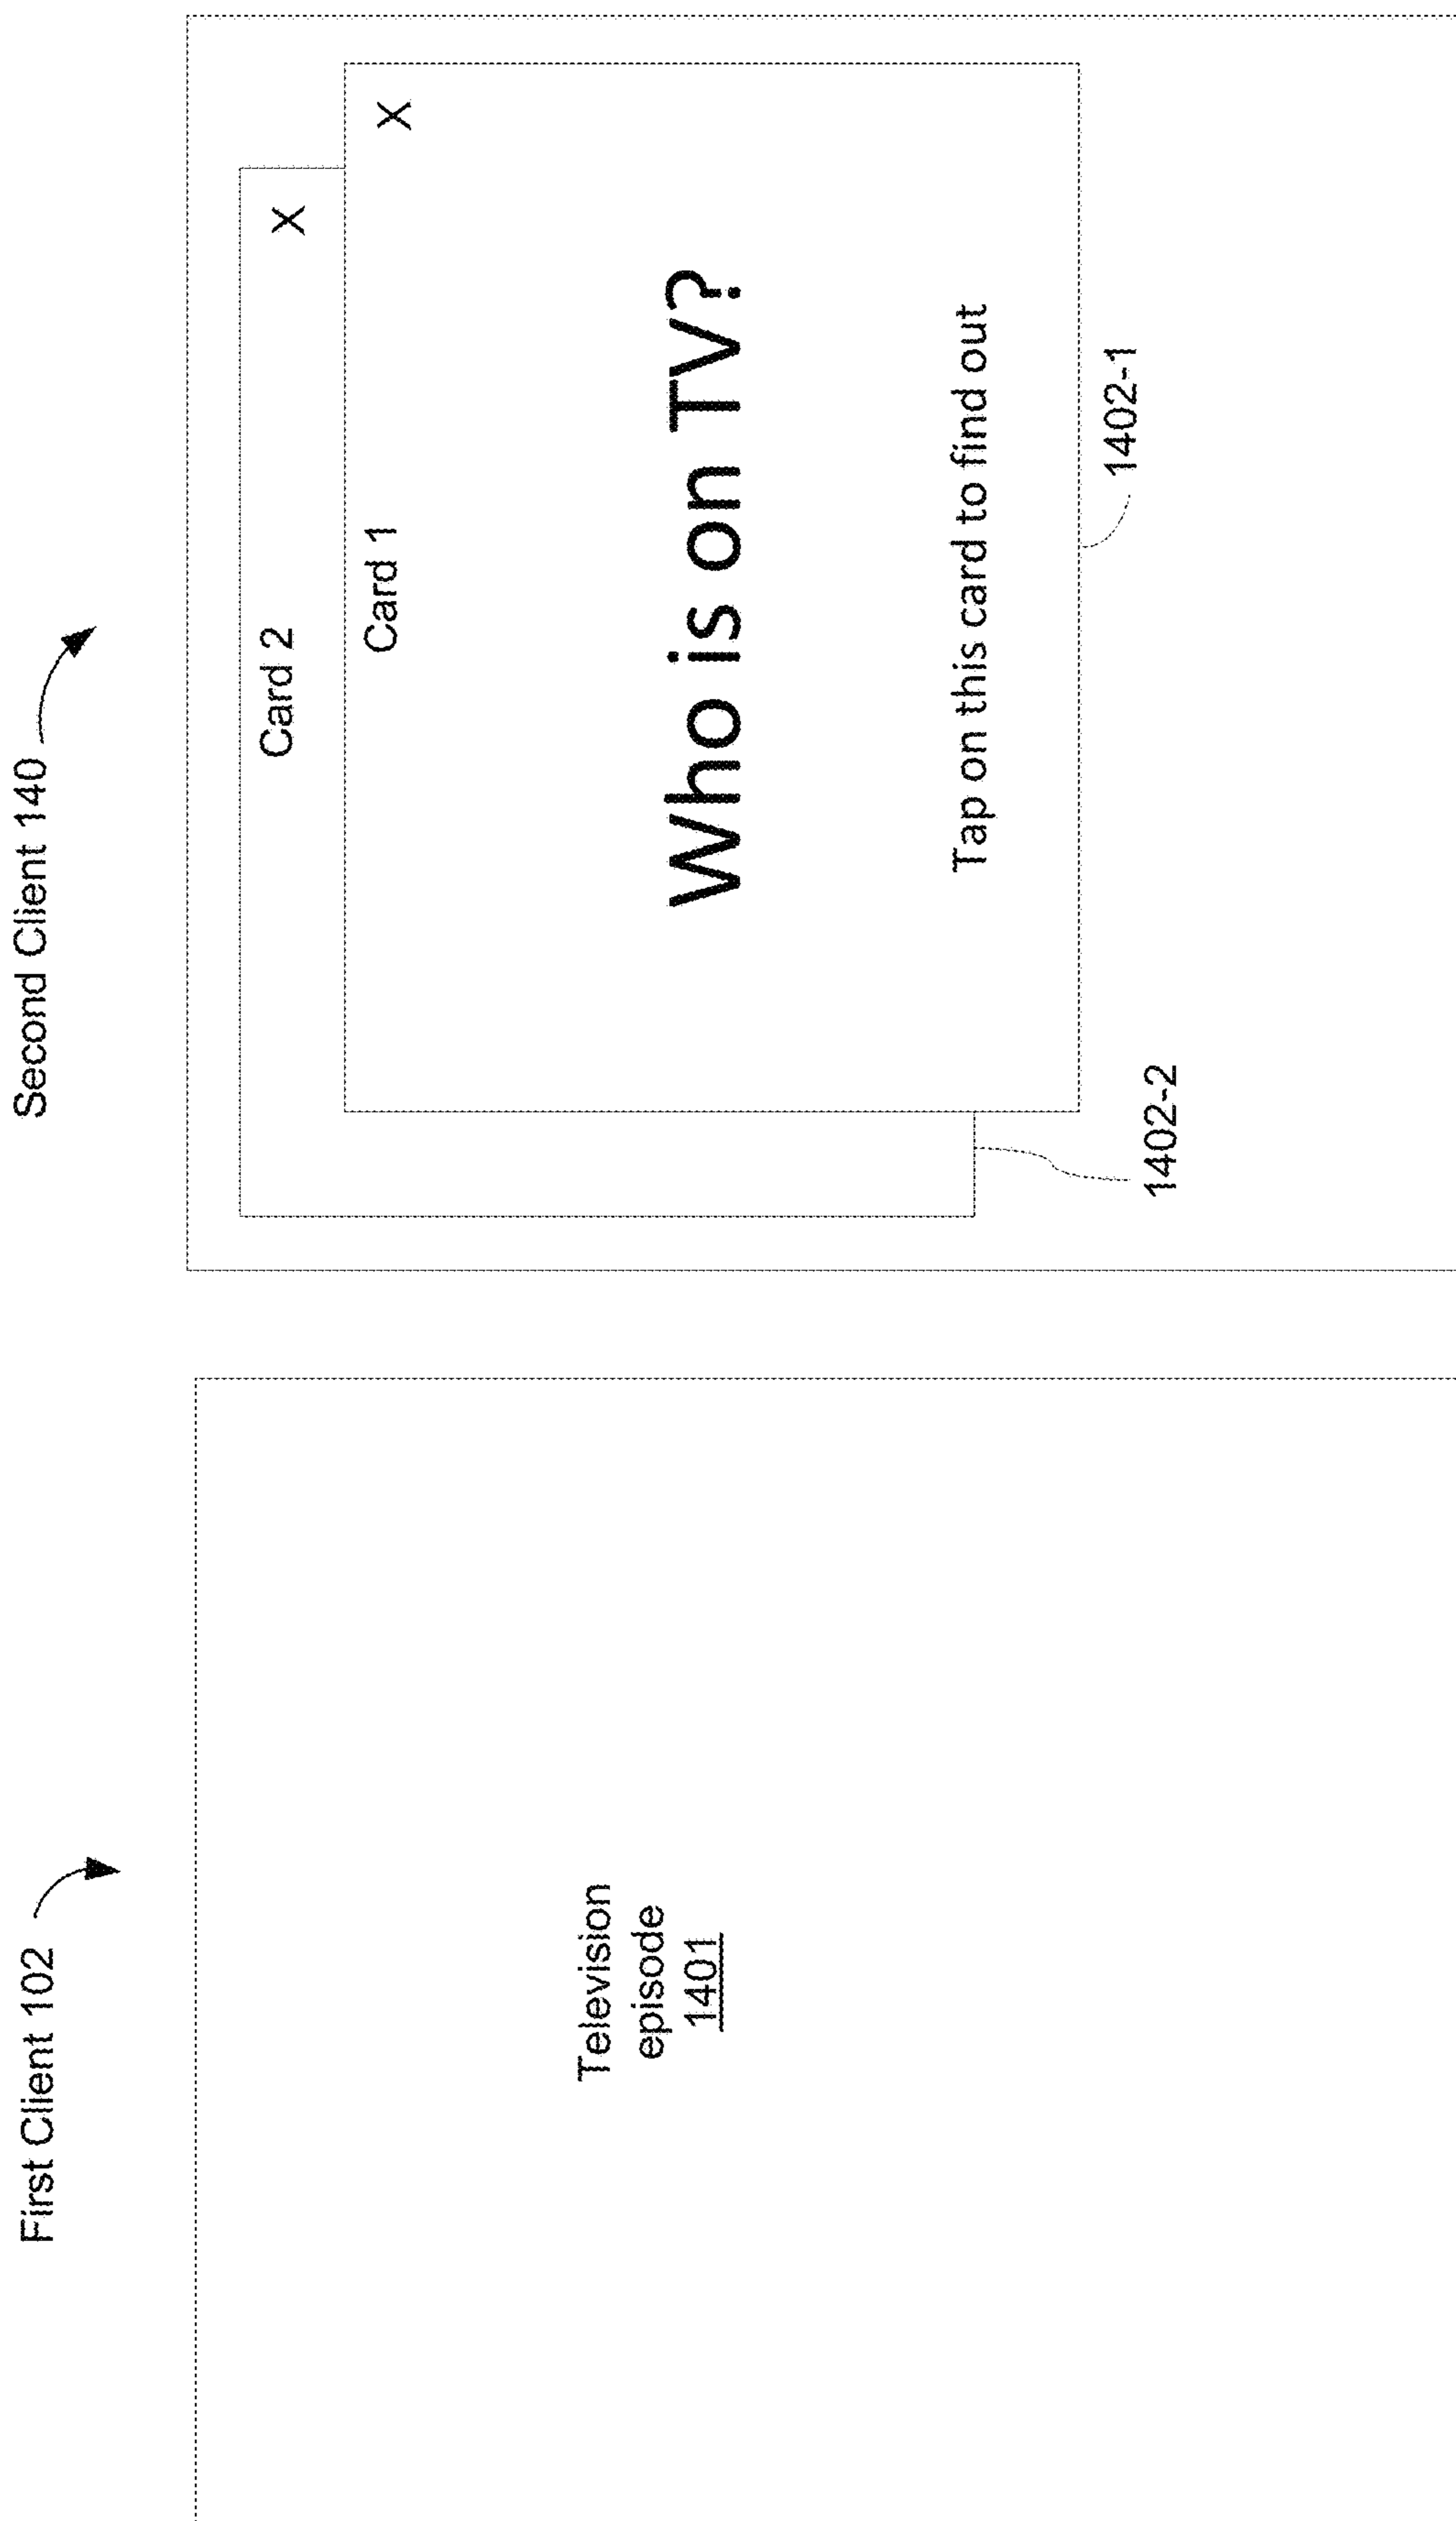 First Client 102
Television
episode
1401
Second Client 140
Card 2
X
Card 1
X
Who is on TV?
Tap on this card to find out
1402-1
1402-2